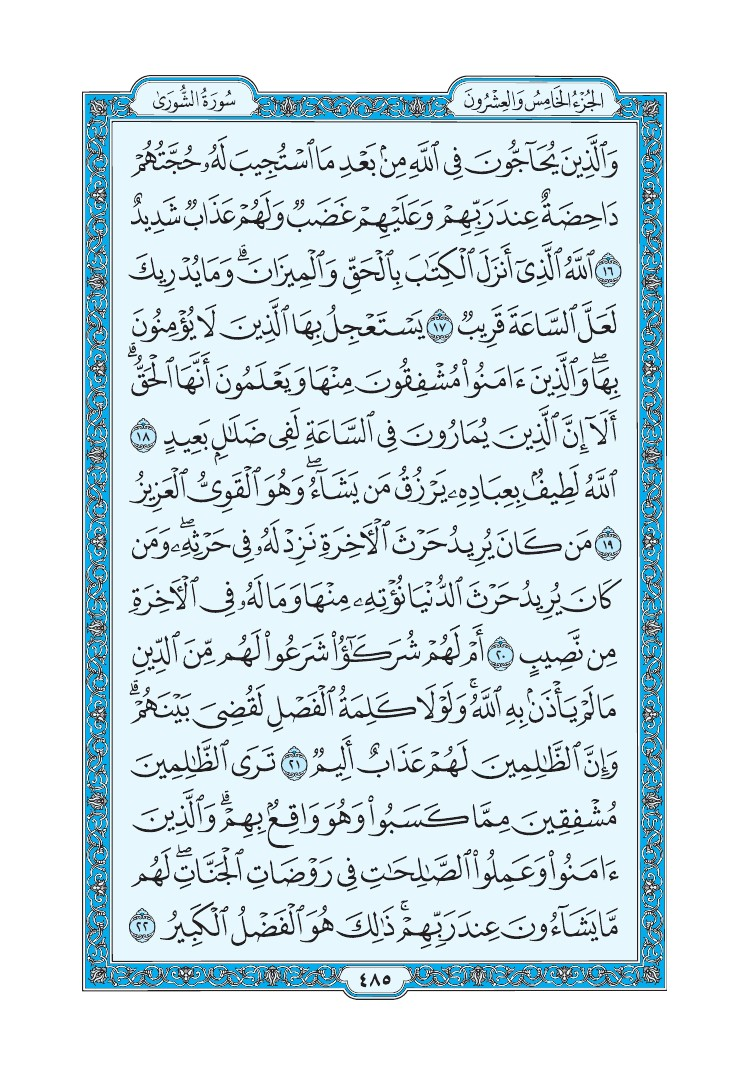 الجُزْءُ الخَامِسُ وَالعِشْرُونَ
سُورَةُ الشُّورَىٰ
وَٱلَّذِينَ يُحَآجُّونَ فِي ٱللَّهِ مِنۢ بَعْدِ مَا ٱسْتُجِيبَ لَهُۥ حُجَّتُهُمْ
دَاحِضَةٌ عِندَ رَبِّهِمْ وَعَلَيْهِمْ غَضَبٌ وَلَهُمْ عَذَابٌ شَدِيدٌ
١٦ ٱللَّهُ ٱلَّذِيٓ أَنزَلَ ٱلْكِتَٰبَ بِٱلْحَقِّ وَٱلْمِيزَانَۗ وَمَا يُدْرِيكَ
لَعَلَّ ٱلسَّاعَةَ قَرِيبٌ ١٧ يَسْتَعْجِلُ بِهَا ٱلَّذِينَ لَا يُؤْمِنُونَ
بِهَاۖ وَٱلَّذِينَ ءَامَنُوا۟ مُشْفِقُونَ مِنْهَا وَيَعْلَمُونَ أَنَّهَا ٱلْحَقُّۗ
أَلَآ إِنَّ ٱلَّذِينَ يُمَارُونَ فِي ٱلسَّاعَةِ لَفِي ضَلَٰلٍۭ بَعِيدٍ ١٨
ٱللَّهُ لَطِيفٌۢ بِعِبَادِهِۦ يَرْزُقُ مَن يَشَآءُۖ وَهُوَ ٱلْقَوِيُّ ٱلْعَزِيزُ
١٩ مَن كَانَ يُرِيدُ حَرْثَ ٱلْأَخِرَةِ نَزِدْ لَهُۥ فِي حَرْثِهِۦۖ وَمَن
كَانَ يُرِيدُ حَرْثَ ٱلدُّنْيَا نُؤْتِهِۦ مِنْهَا وَمَا لَهُۥ فِي ٱلْأَخِرَةِ
مِن نَّصِيبٍ ٢٠ أَمْ لَهُمْ شُرَكَٰٓؤُا۟ شَرَعُوا۟ لَهُم مِّنَ ٱلدِّينِ
مَا لَمْ يَأْذَنۢ بِهِ ٱللَّهُۚ وَلَوْلَا كَلِمَةُ ٱلْفَصْلِ لَقُضِيَ بَيْنَهُمْۗ
وَإِنَّ ٱلظَّٰلِمِينَ لَهُمْ عَذَابٌ أَلِيمٌ ٢١ تَرَى ٱلظَّٰلِمِينَ
مُشْفِقِينَ مِمَّا كَسَبُوا۟ وَهُوَ وَاقِعٌۢ بِهِمْۗ وَٱلَّذِينَ
ءَامَنُوا۟ وَعَمِلُوا۟ ٱلصَّٰلِحَٰتِ فِي رَوْضَاتِ ٱلْجَنَّاتِۖ لَهُم
مَّا يَشَآءُونَ عِندَ رَبِّهِمْۚ ذَٰلِكَ هُوَ ٱلْفَضْلُ ٱلْكَبِيرُ ٢٢
٤٨٥